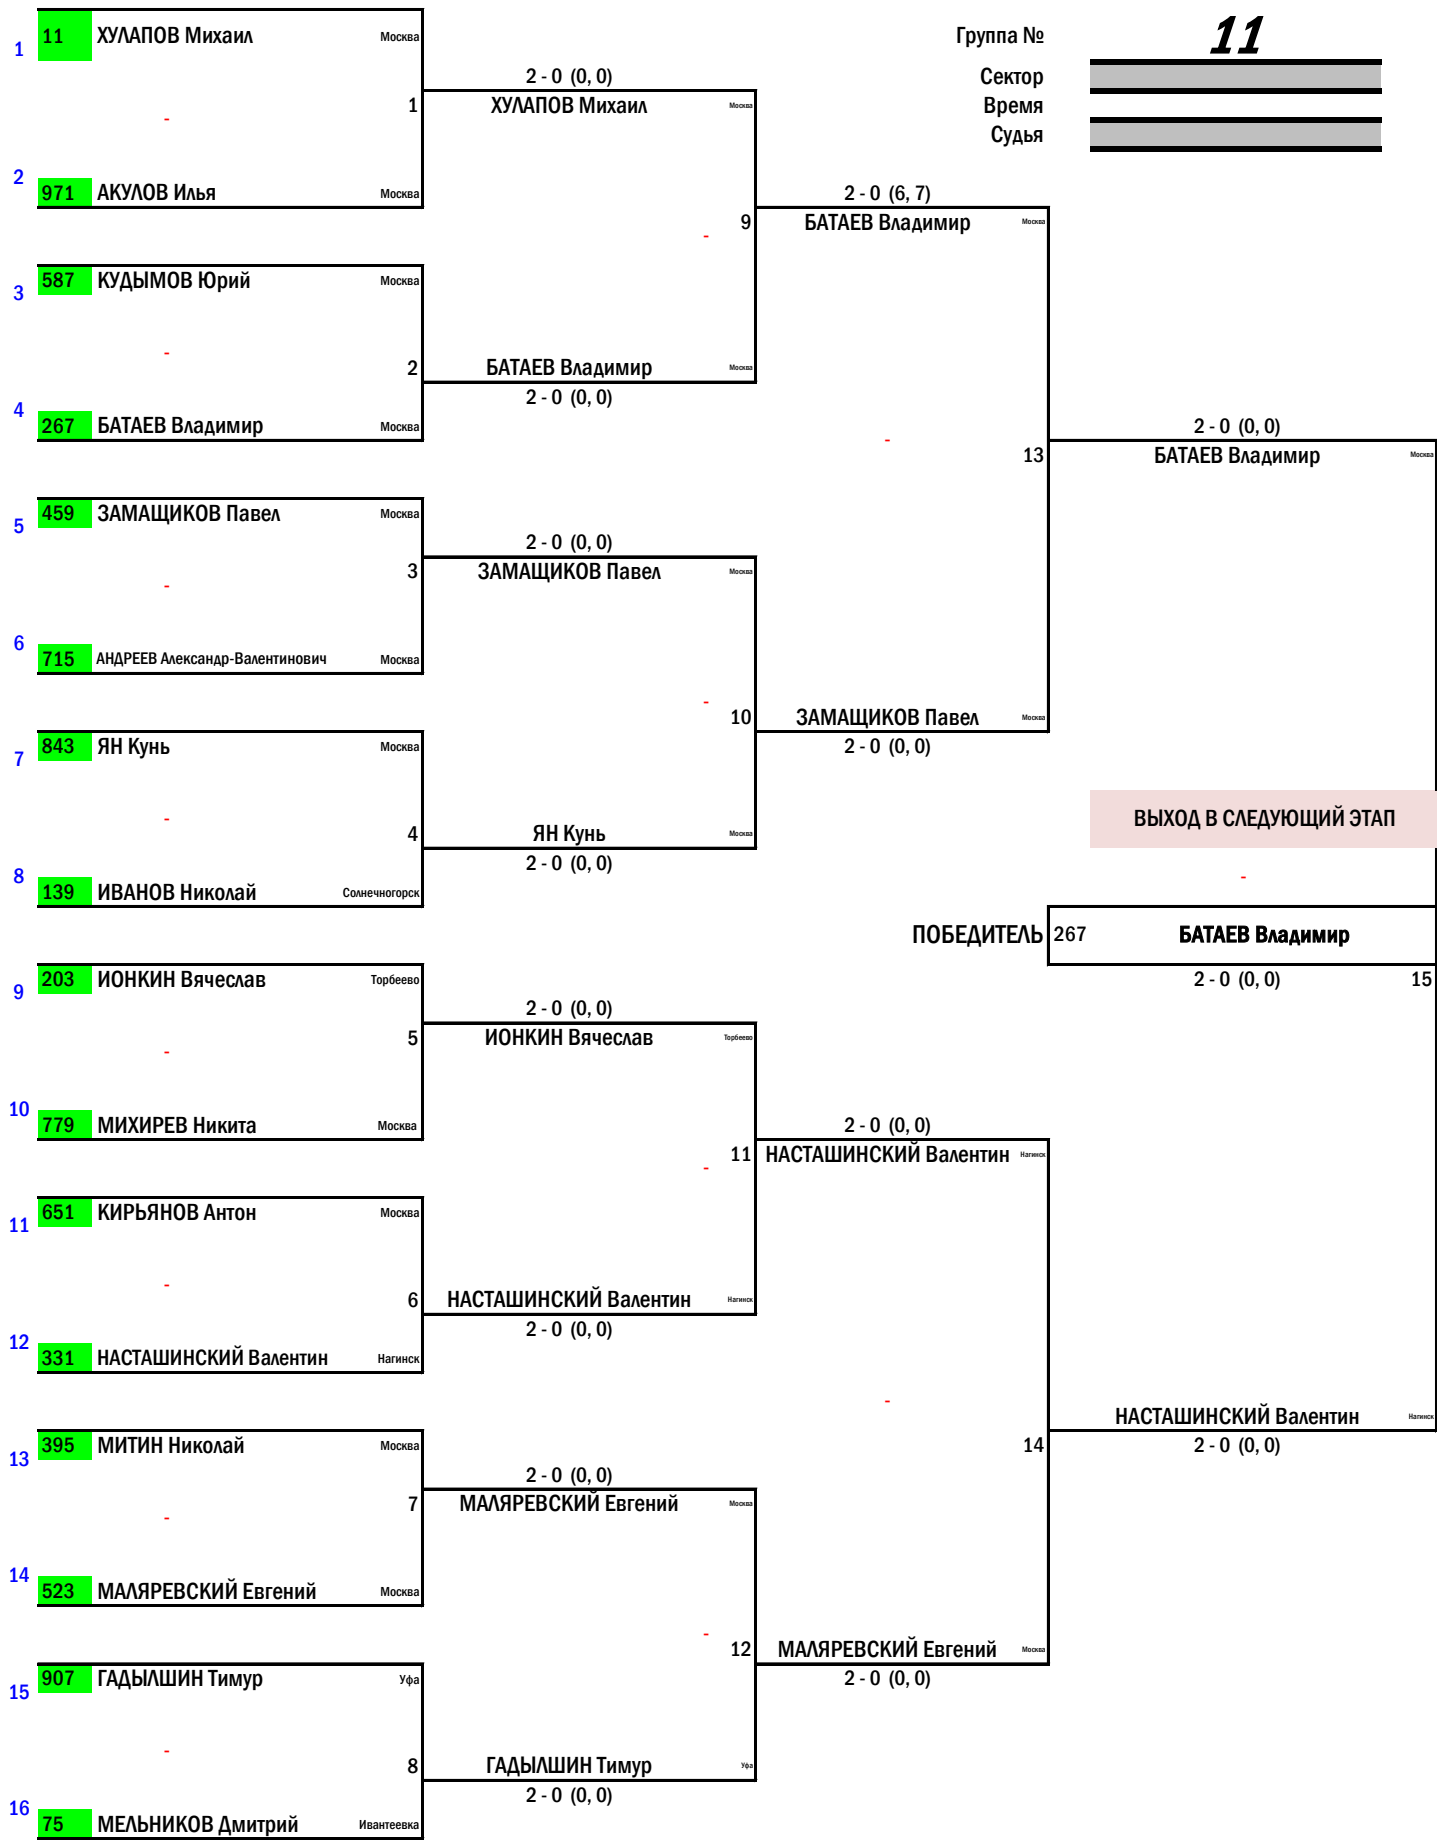 11 ХУЛАПОВ Михаил Москва Группа № 11
1
2 - 0 (0, 0) Сектор
1 ХУЛАПОВ Михаил Москва Время
-
Судья
2
971 АКУЛОВ Илья Москва 2 - 0 (6, 7)
9 БАТАЕВ Владимир Москва
-
587 КУДЫМОВ Юрий Москва
3
-
2 БАТАЕВ Владимир Москва
2 - 0 (0, 0)
4
267 БАТАЕВ Владимир Москва 2 - 0 (0, 0)
-
13 БАТАЕВ Владимир Москва
459 ЗАМАЩИКОВ Павел Москва
5
2 - 0 (0, 0)
3 ЗАМАЩИКОВ Павел Москва
-
6
715 АНДРЕЕВ Александр-Валентинович Москва
-
10 ЗАМАЩИКОВ Павел Москва
843 ЯН Кунь Москва 2 - 0 (0, 0)
7
- ВЫХОД В СЛЕДУЮЩИЙ ЭТАП
4 ЯН Кунь Москва
2 - 0 (0, 0)
8 -
139 ИВАНОВ Николай Солнечногорск
ПОБЕДИТЕЛЬ 267 БАТАЕВ Владимир
203 ИОНКИН Вячеслав Торбеево 2 - 0 (0, 0) 15
9
2 - 0 (0, 0)
5 ИОНКИН Вячеслав Торбеево
-
10
779 МИХИРЕВ Никита Москва 2 - 0 (0, 0)
11 НАСТАШИНСКИЙ Валентин Нагинск
-
651 КИРЬЯНОВ Антон Москва
11
-
6 НАСТАШИНСКИЙ Валентин Нагинск
2 - 0 (0, 0)
12
331 НАСТАШИНСКИЙ Валентин Нагинск
-
НАСТАШИНСКИЙ Валентин Нагинск
395 МИТИН Николай Москва 14 2 - 0 (0, 0)
13
2 - 0 (0, 0)
7 МАЛЯРЕВСКИЙ Евгений Москва
-
14
523 МАЛЯРЕВСКИЙ Евгений Москва
-
12 МАЛЯРЕВСКИЙ Евгений Москва
907 ГАДЫЛШИН Тимур Уфа 2 - 0 (0, 0)
15
-
8 ГАДЫЛШИН Тимур Уфа
2 - 0 (0, 0)
16
75 МЕЛЬНИКОВ Дмитрий Ивантеевка